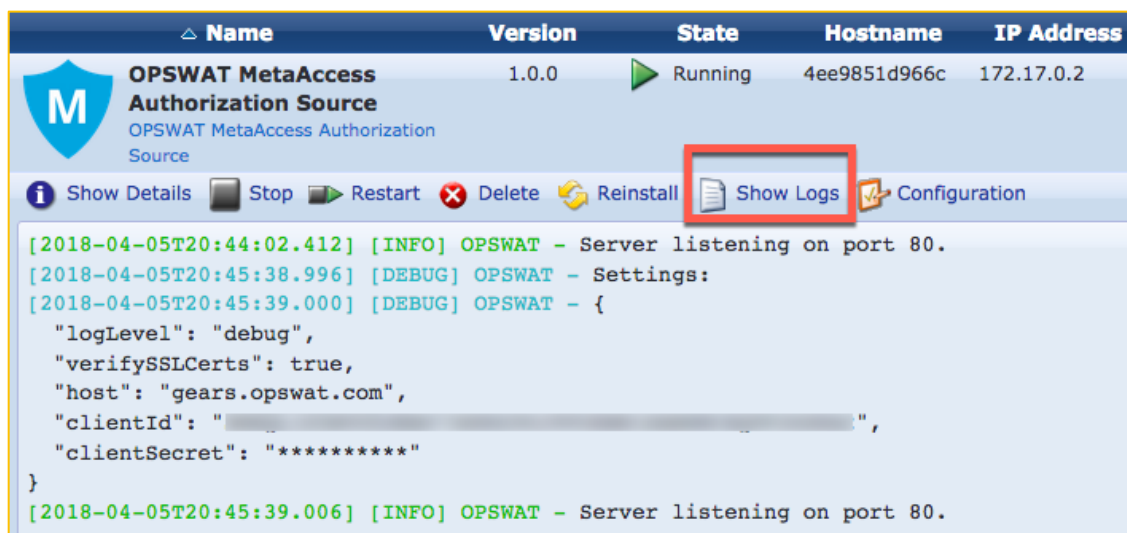 △ Name Version State Hostname IP Address
OPSWAT MetaAccess Authorization Source 1.0.0 Running 4ee9851d966c 172.17.0.2
M
OPSWAT MetaAccess Authorization
Source
Show Details Stop Restart Delete Reinstall Show Logs Configuration
[2018-04-05T20:44:02.412] [INFO] OPSWAT - Server listening on port 80.
[2018-04-05T20:45:38.996] [DEBUG] OPSWAT - Settings:
[2018-04-05T20:45:39.000] [DEBUG] OPSWAT - {
"logLevel": "debug",
"verifySSLCerts": true,
"host": "gears.opswat.com",
"clientId": "                    ",
"clientSecret": "**********"
}
[2018-04-05T20:45:39.006] [INFO] OPSWAT - Server listening on port 80.